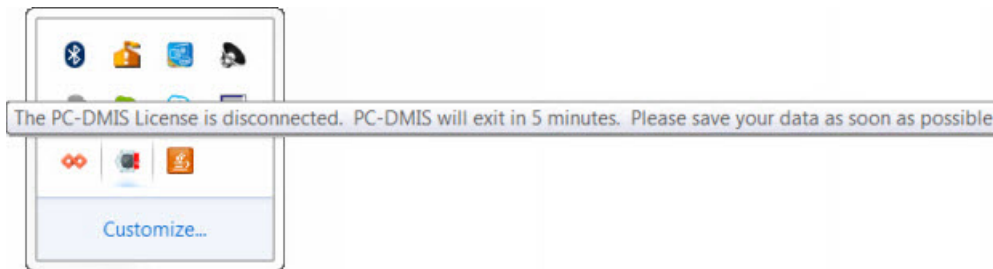 The PC-DMIS License is disconnected. PC-DMIS will exit in 5 minutes. Please save your data as soon as possible
Customize...